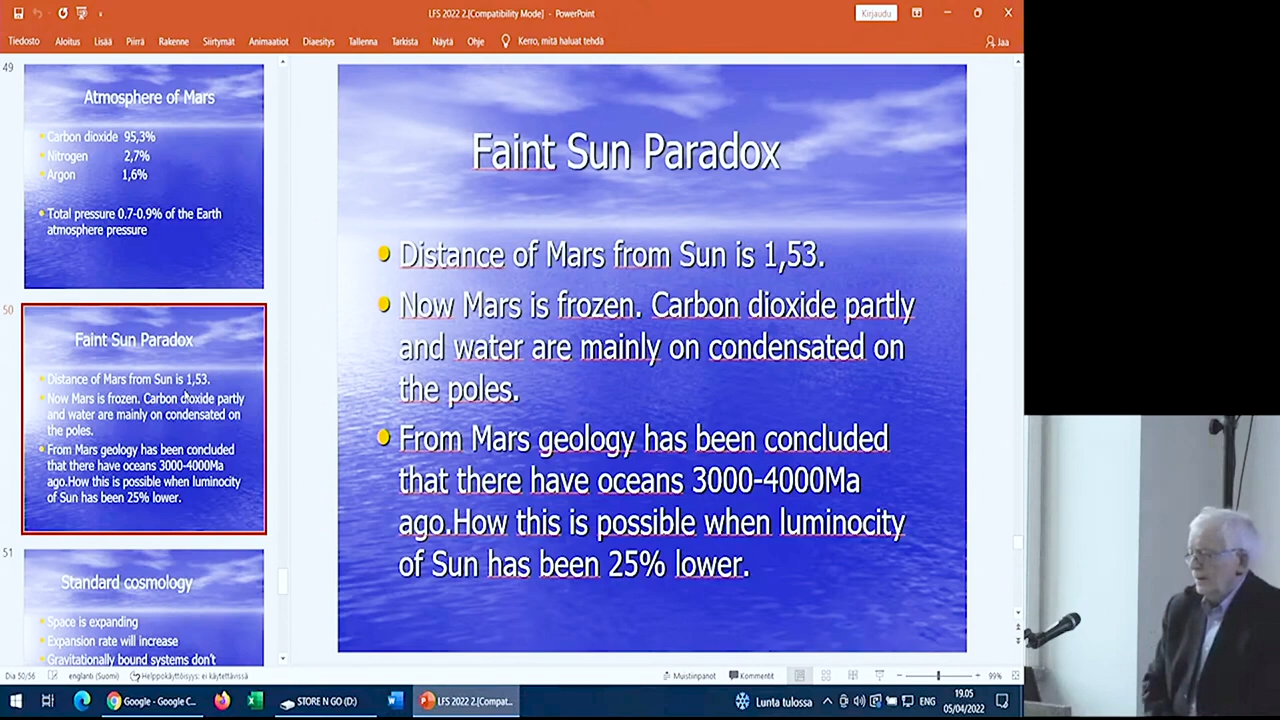 LFS 2022 2.[Compatibility Mode] - PowerPoint
Kirjaudu
Tiedosto Aloitus Lisää Piirrä Rakenne Siirtymät Animaatiot Diaesitys Tallenna Tarkista Näytä Ohje Kerro, mitä haluat tehdä
Jaa
49
Atmosphere of Mars
Carbon dioxide 95,3%
Nitrogen 2,7%
Argon 1,6%
Total pressure 0.7-0.9% of the Earth
atmosphere pressure
50
Faint Sun Paradox
Distance of Mars from Sun is 1,53.
Now Mars is frozen. Carbon dioxide partly
and water are mainly on condensated on
the poles.
From Mars geology has been concluded
that there have oceans 3000-4000Ma
ago.How this is possible when luminocity
of Sun has been 25% lower.
51
Standard cosmology
Space is expanding
Expansion rate will increase
Gravitationally bound systems don't
Faint Sun Paradox
Distance of Mars from Sun is 1,53.
Now Mars is frozen. Carbon dioxide partly
and water are mainly on condensated on
the poles.
From Mars geology has been concluded
that there have oceans 3000-4000Ma
ago.How this is possible when luminocity
of Sun has been 25% lower.
Dia 50/56 englanti (Suomi) Helppokäyttöisyys: ei käytettävissä Muistiinpanot Kommentit 99%
Google - Google C... STORE N GO (D:) LFS 2022 2.[Compat... Lunta tulossa ENG 19.05
05/04/2022